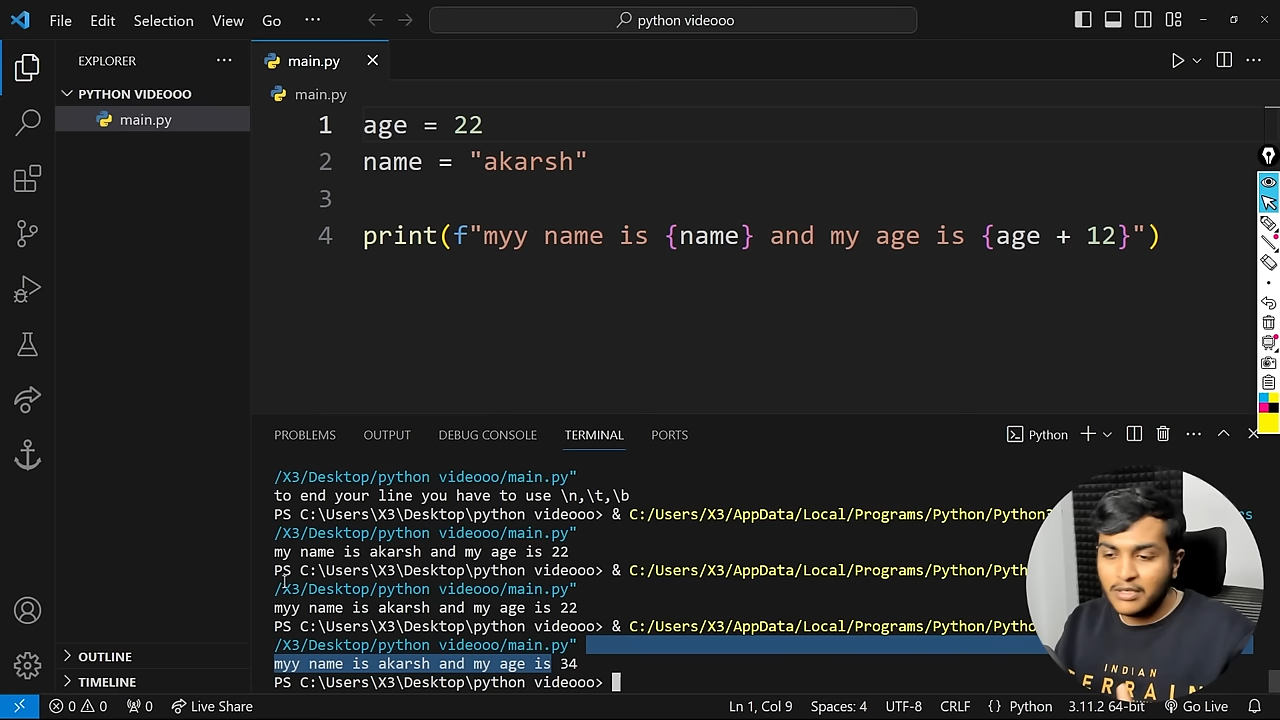 File Edit Selection View Go ··· python videooo
EXPLORER ···
PYTHON VIDEOOO
main.py
main.py
main.py
1 age = 22
2 name = "akarsh"
3
4 print(f"myy name is {name} and my age is {age + 12}")
PROBLEMS OUTPUT DEBUG CONSOLE TERMINAL PORTS Python
/X3/Desktop/python videooo/main.py"
to end your line you have to use \n,\t,\b
PS C:\Users\X3\Desktop\python videooo> & C:/Users/X3/AppData/Local/Programs/Python/Python3
/X3/Desktop/python videooo/main.py"
my name is akarsh and my age is 22
PS C:\Users\X3\Desktop\python videooo> & C:/Users/X3/AppData/Local/Programs/Pyth
/X3/Desktop/python videooo/main.py"
myy name is akarsh and my age is 22
PS C:\Users\X3\Desktop\python videooo> & C:/Users/X3/AppData/Local/Programs/Pytho
/X3/Desktop/python videooo/main.py"
myy name is akarsh and my age is 34
PS C:\Users\X3\Desktop\python videooo>
INDIAN
TERRAIN
OUTLINE
TIMELINE
0 0 0 Live Share Ln 1, Col 9 Spaces: 4 UTF-8 CRLF {} Python 3.11.2 64-bit Go Live